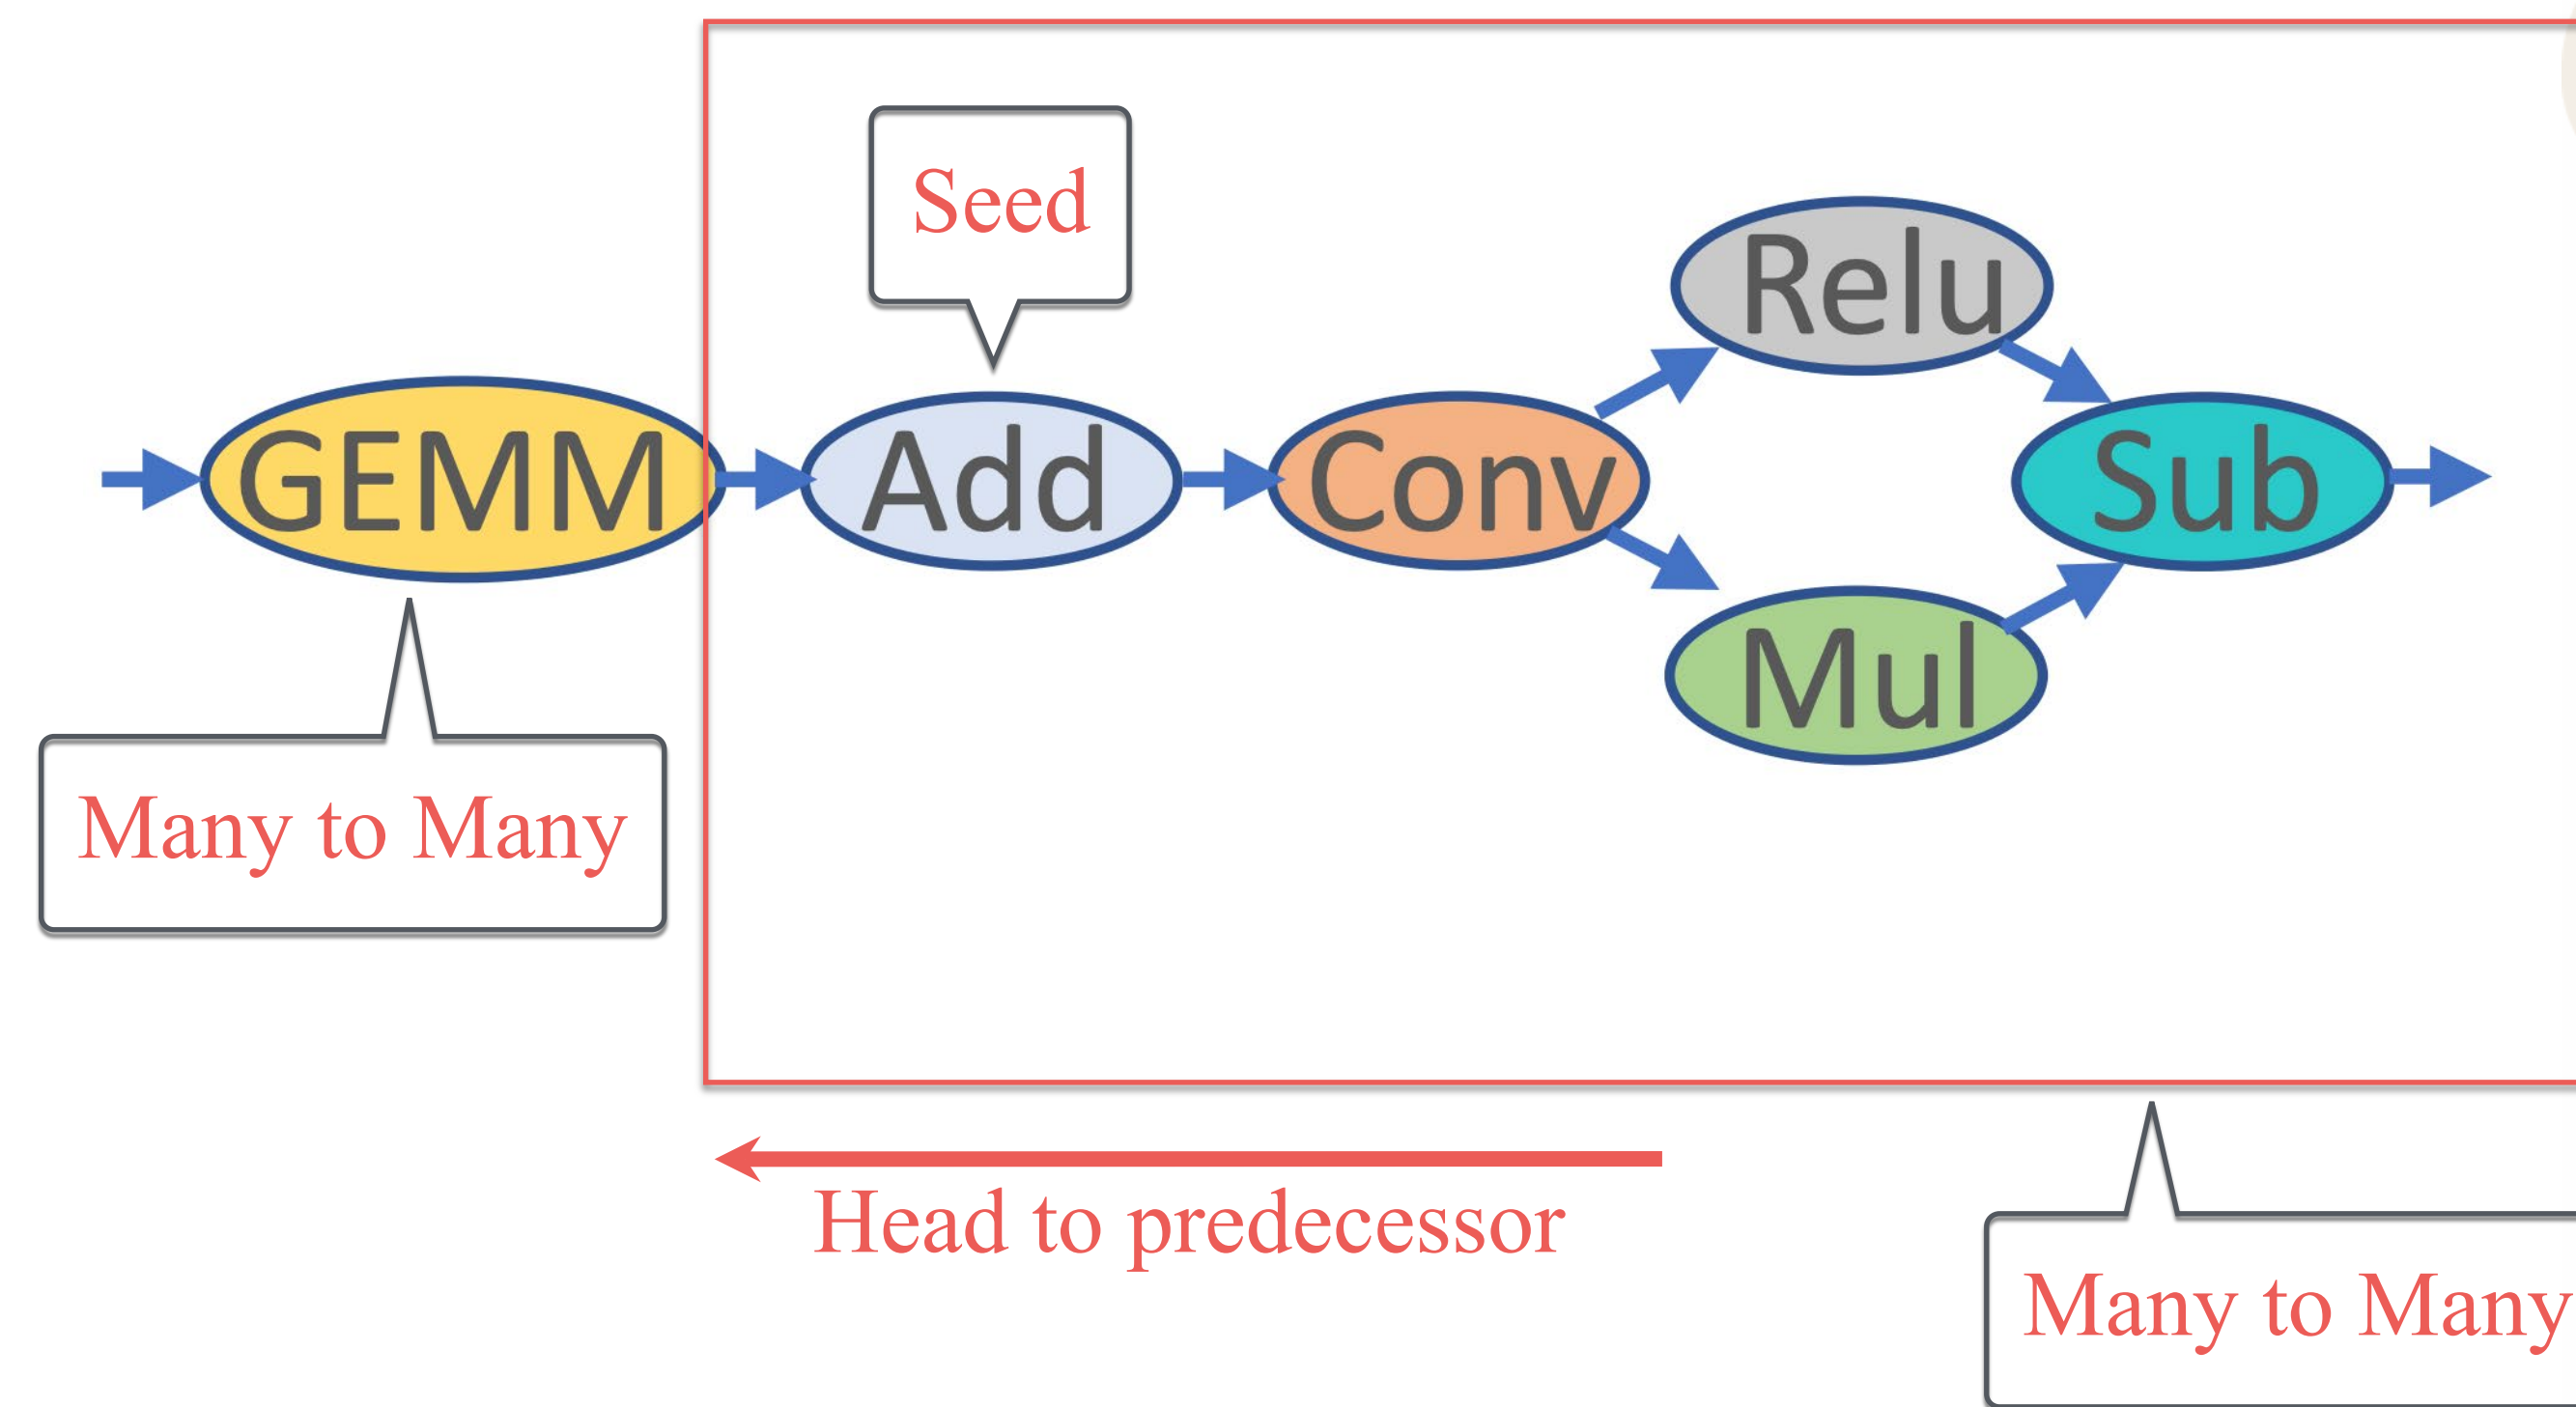 Seed
Relu
GEMM
Add
Conv
Sub
Mul
Many to Many
Head to predecessor
Many to Many